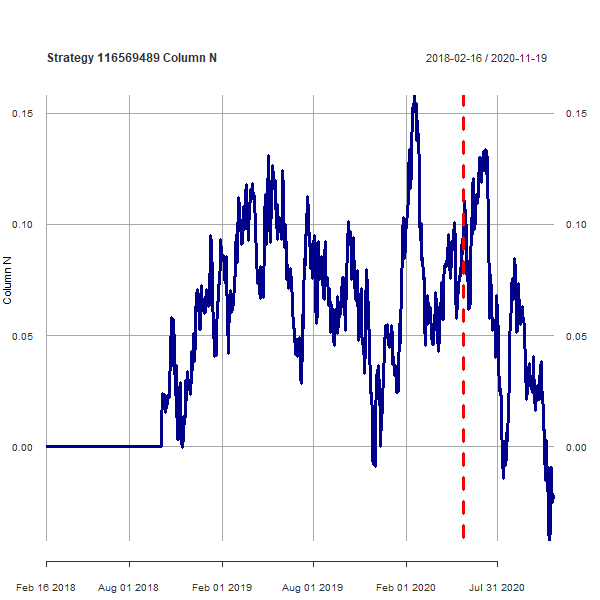 Strategy 116569489 Column N
2018-02-16 / 2020-11-19
0.15
0.15
0.10
0.10
Column N
0.05
0.05
0.00
0.00
Feb 16 2018
Aug 01 2018
Feb 01 2019
Aug 01 2019
Feb 01 2020
Jul 31 2020